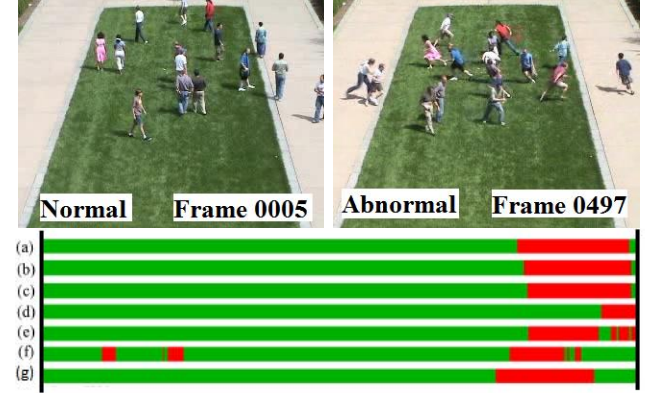 Normal Frame 0005
Abnormal Frame 0497
(a)
(b)
(c)
(d)
(e)
(f)
(g)